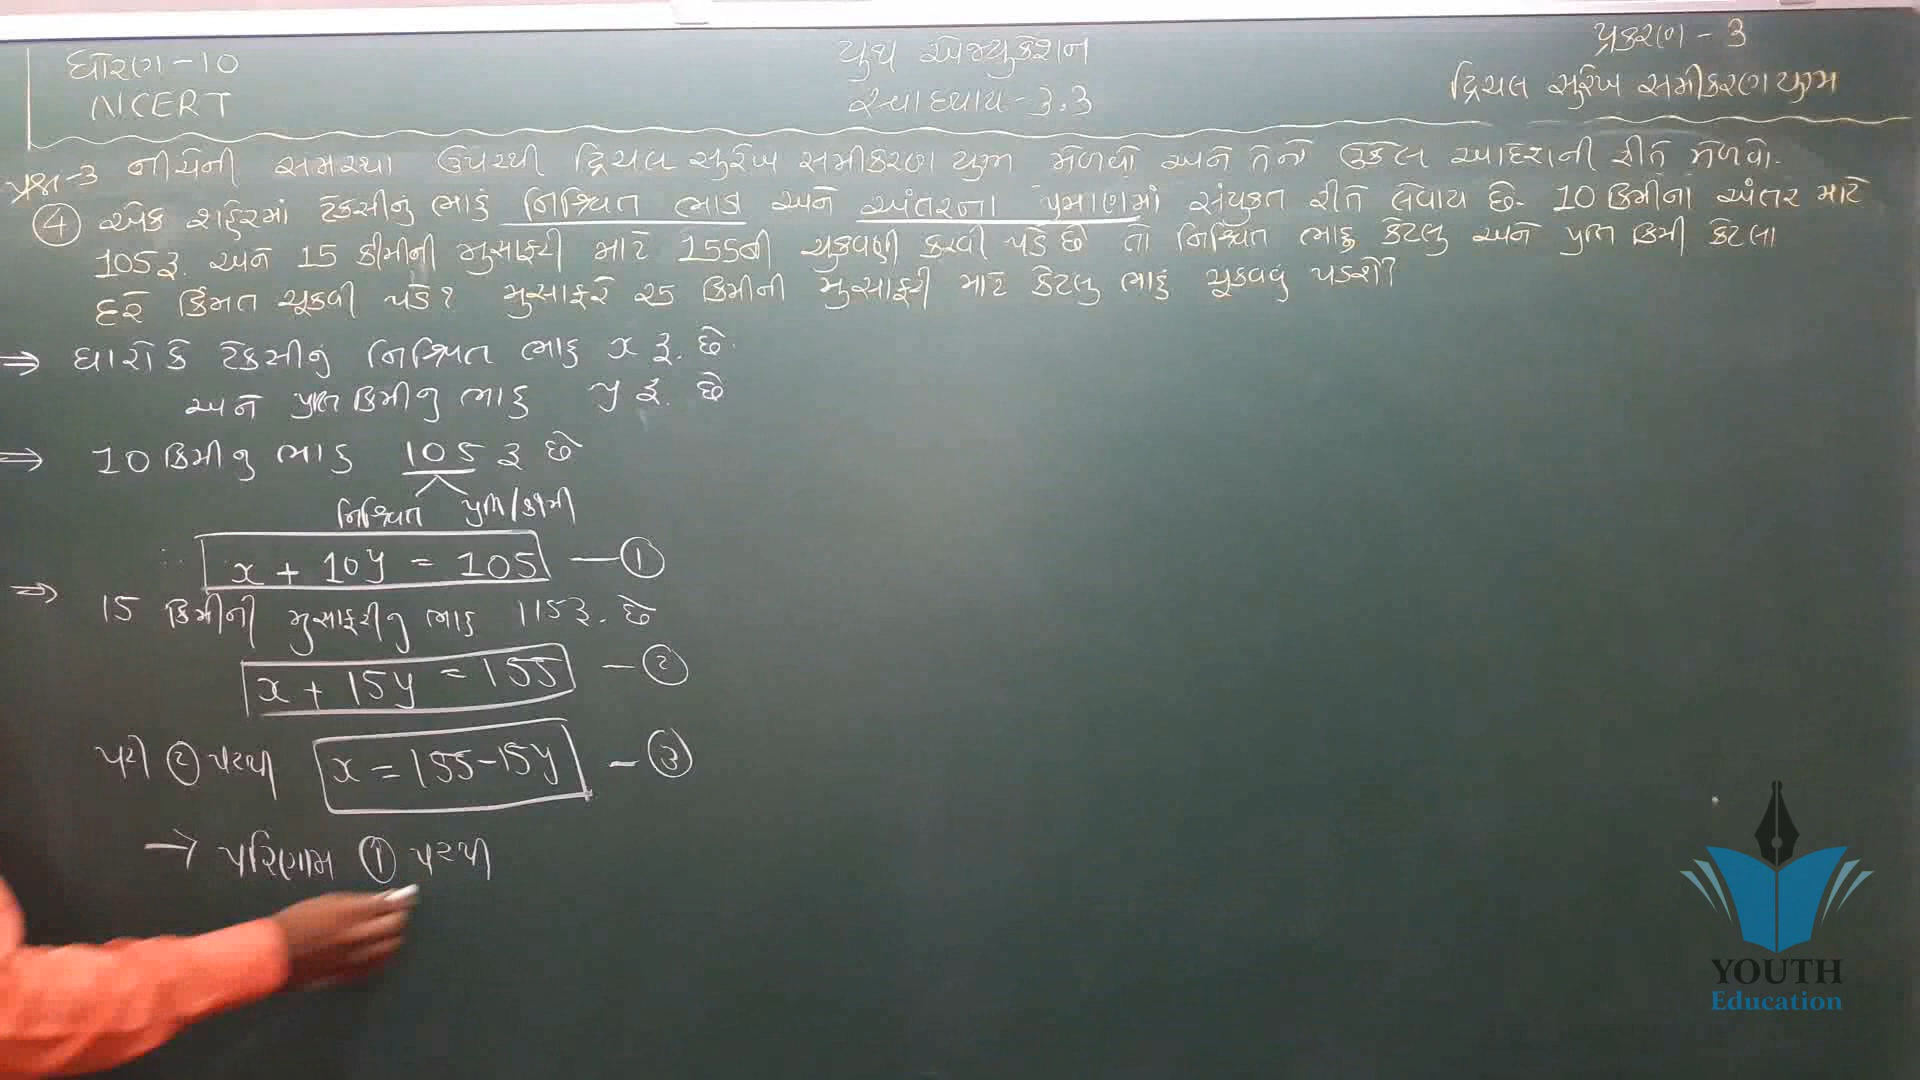 ધોરણ-10
NCERT
યુથ એજ્યુકેશન
સ્વાધ્યાય-3.3
પ્રકરણ - 3
દ્વિચલ સુરેખ સમીકરણ યુગ્મ
પ્રશ્ન-3 નીચેની સમસ્યા ઉપરથી દ્વિચલ સુરેખ સમીકરણ યુગ્મ મેળવો અને તેનો ઉકેલ આદેશની રીતે મેળવો.
④ એક શહેરમાં ટેક્સીનું ભાડું નિશ્ચિત ભાડા અને અંતરના પ્રમાણમાં સંયુક્ત રીતે લેવાય છે. 10 કિમીના અંતર માટે
105 રૂ. અને 15 કીમીની મુસાફરી માટે 155ની ચુકવણી કરવી પડે છે તો નિશ્ચિત ભાડુ કેટલુ અને પ્રતિ કિમી કેટલા
દરે કિંમત ચૂકવી પડે? મુસાફરે 25 કિમીની મુસાફરી માટે કેટલુ ભાડું ચૂકવવુ પડશે?
⇒ ધારો કે ટેક્સીનું નિશ્ચિત ભાડુ x રૂ. છે.
અને પ્રતિ કિમીનુ ભાડુ y રૂ. છે
⇒ 10 કિમીનુ ભાડુ 105 રૂ છે
નિશ્ચિત પ્રતિ/કીમી
∴ x + 10y = 105 — ①
⇒ 15 કિમીની મુસાફરીનુ ભાડુ 115 રૂ. છે
x + 15y = 155 — ②
પરી ② પરથી x = 155 - 15y — ③
→ પરિણામ ① પરથી
YOUTH
Education